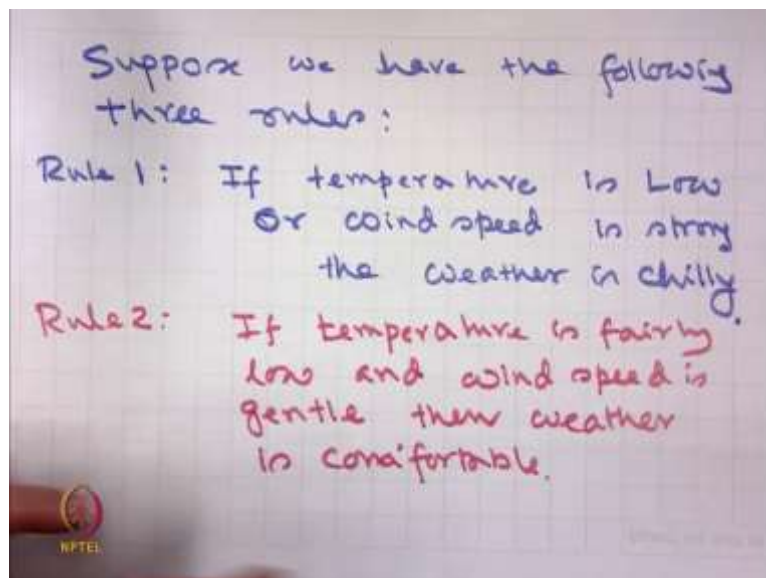 Suppose we have the following
three rules:
Rule 1: If temperature is Low
Or wind speed is strong
the weather is chilly.
Rule 2: If temperature is fairly
low and wind speed is
gentle then weather
is comfortable.
NPTEL